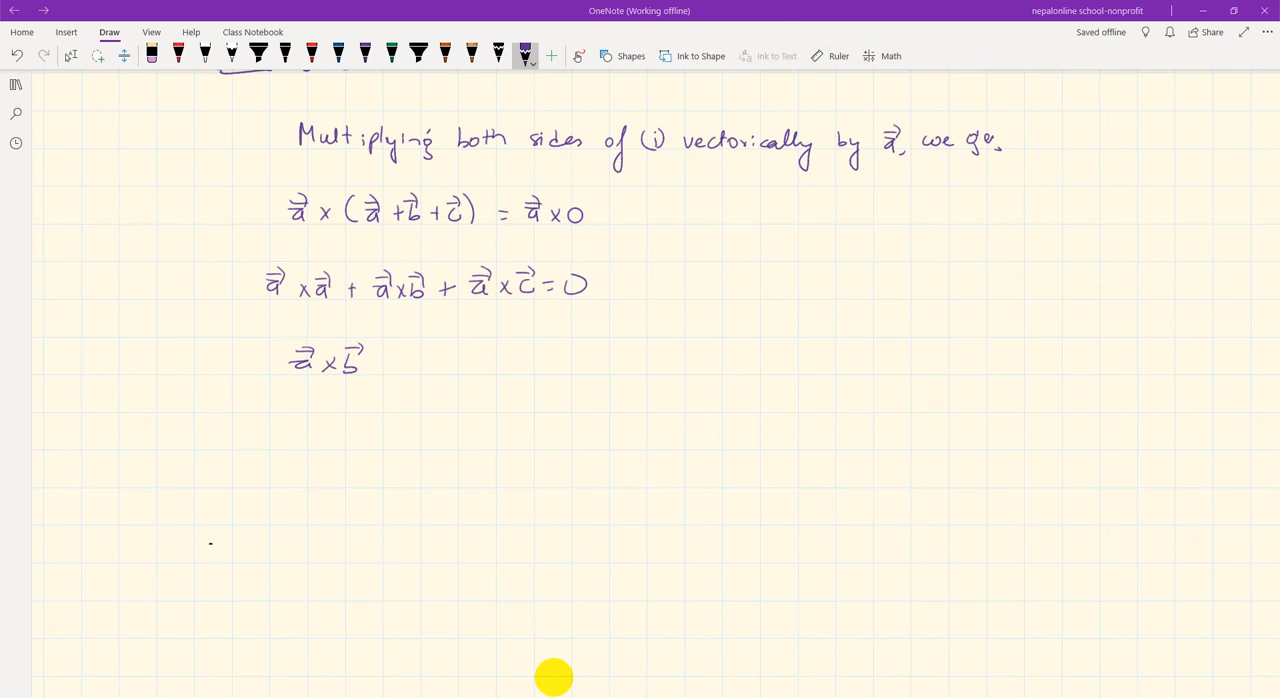 OneNote (Working offline)
nepalonline school-nonprofit
Home Insert Draw View Help Class Notebook
Saved offline Share
Shapes Ink to Shape Ink to Text Ruler Math
Multiplying both sides of (i) vectorically by a⃗, we ge
a⃗ × (a⃗ + b⃗ + c⃗) = a⃗ × 0
a⃗ × a⃗ + a⃗ × b⃗ + a⃗ × c⃗ = 0
a⃗ × b⃗